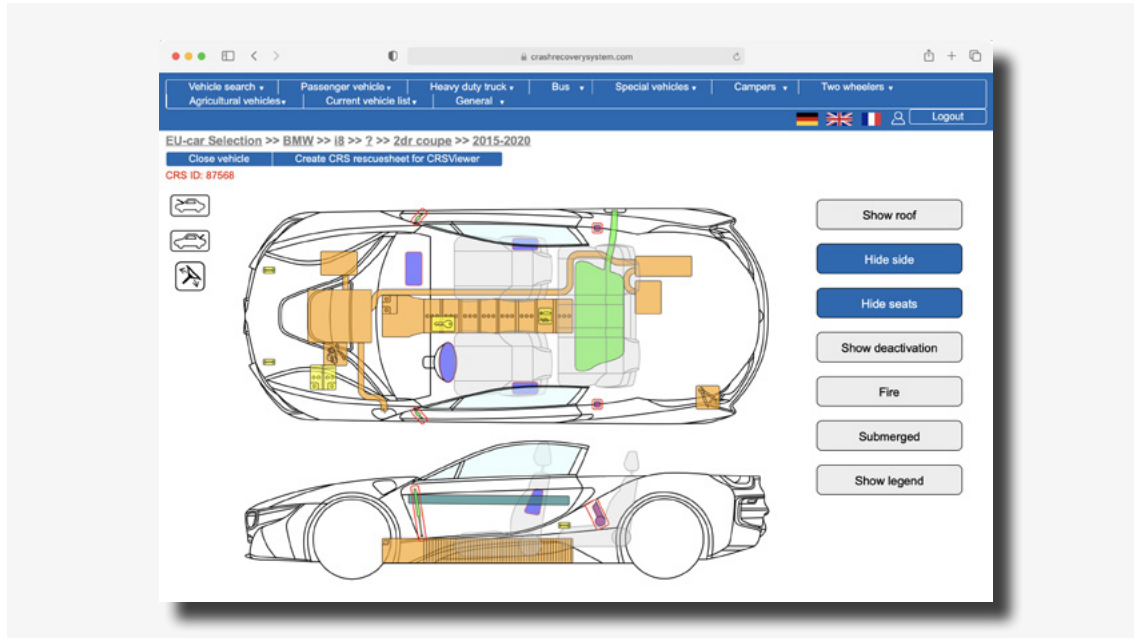 crashrecoverysystem.com
Vehicle search
Passenger vehicle
Heavy duty truck
Bus
Special vehicles
Campers
Two wheelers
Agricultural vehicles
Current vehicle list
General
Logout
EU-car Selection >> BMW >> i8 >> ? >> 2dr coupe >> 2015-2020
Close vehicle
Create CRS rescuesheet for CRSViewer
CRS ID: 87568
Show roof
Hide side
Hide seats
Show deactivation
Fire
Submerged
Show legend